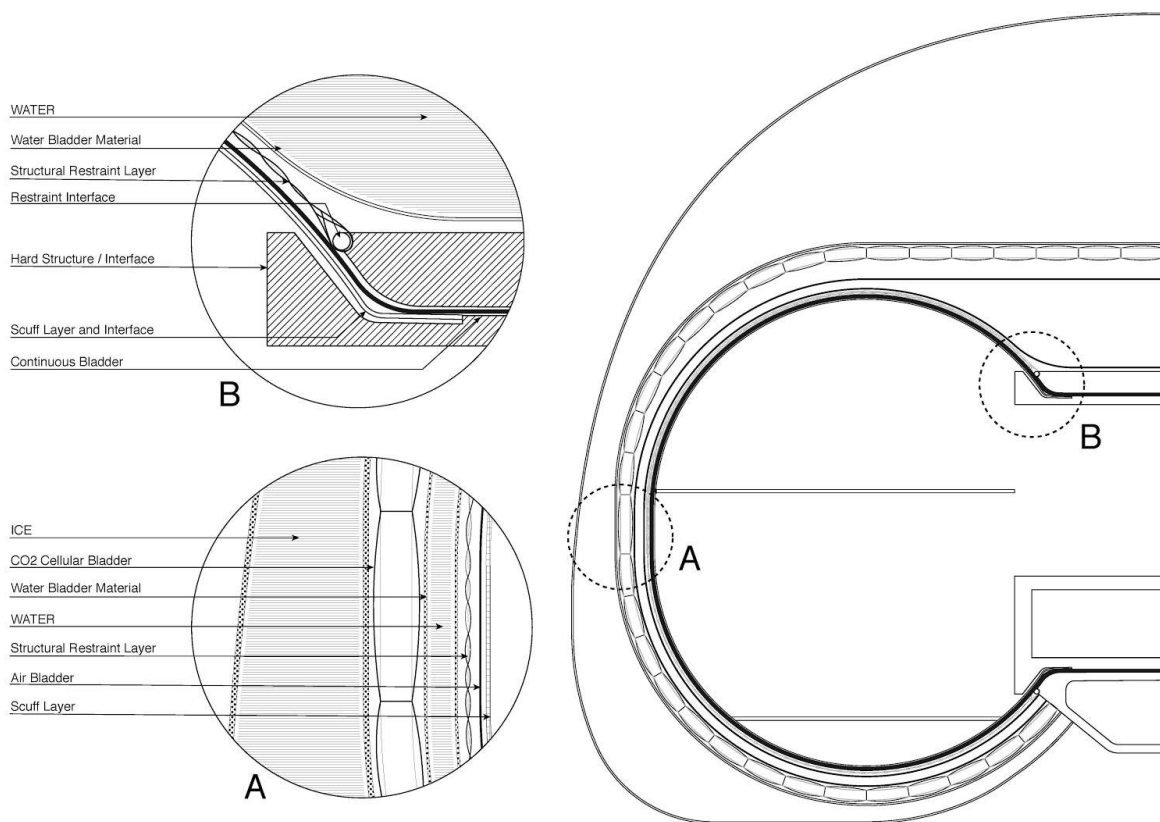 WATER
Water Bladder Material
Structural Restraint Layer
Restraint Interface
Hard Structure / Interface
Scuff Layer and Interface
Continuous Bladder
B
ICE
CO2 Cellular Bladder
Water Bladder Material
WATER
Structural Restraint Layer
Air Bladder
Scuff Layer
A
B
A